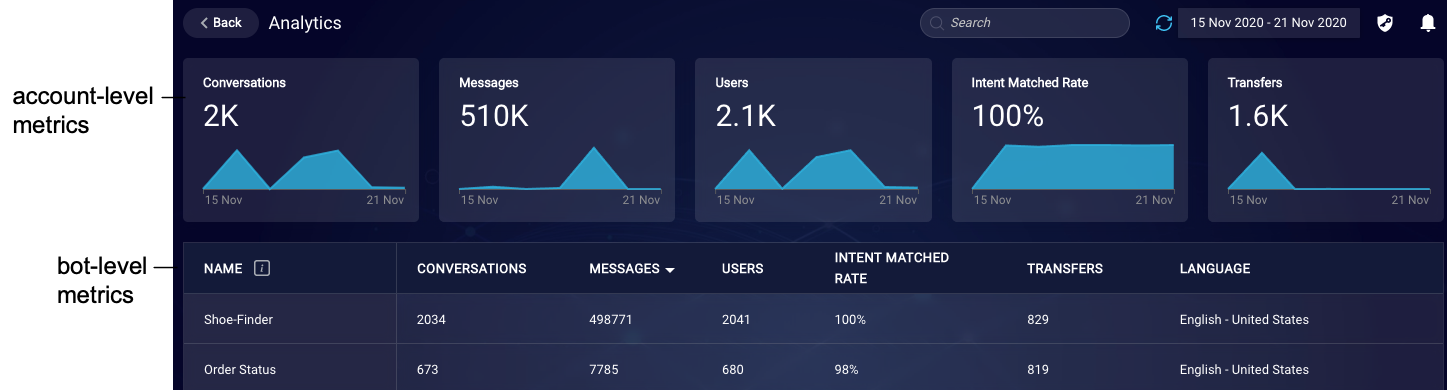 Back Analytics Search 15 Nov 2020 - 21 Nov 2020
account-level metrics
Conversations Messages Users Intent Matched Rate Transfers
2K 510K 2.1K 100% 1.6K
15 Nov 21 Nov 15 Nov 21 Nov 15 Nov 21 Nov 15 Nov 21 Nov 15 Nov 21 Nov
bot-level metrics
NAME i CONVERSATIONS MESSAGES USERS INTENT MATCHED RATE TRANSFERS LANGUAGE
Shoe-Finder 2034 498771 2041 100% 829 English - United States
Order Status 673 7785 680 98% 819 English - United States